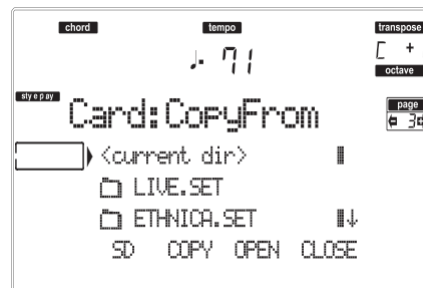 chord tempo transpose
♩. 71 C +
octave
style play
Card:CopyFrom
page
3
<current dir>
LIVE.SET
ETHNICA.SET
SD COPY OPEN CLOSE